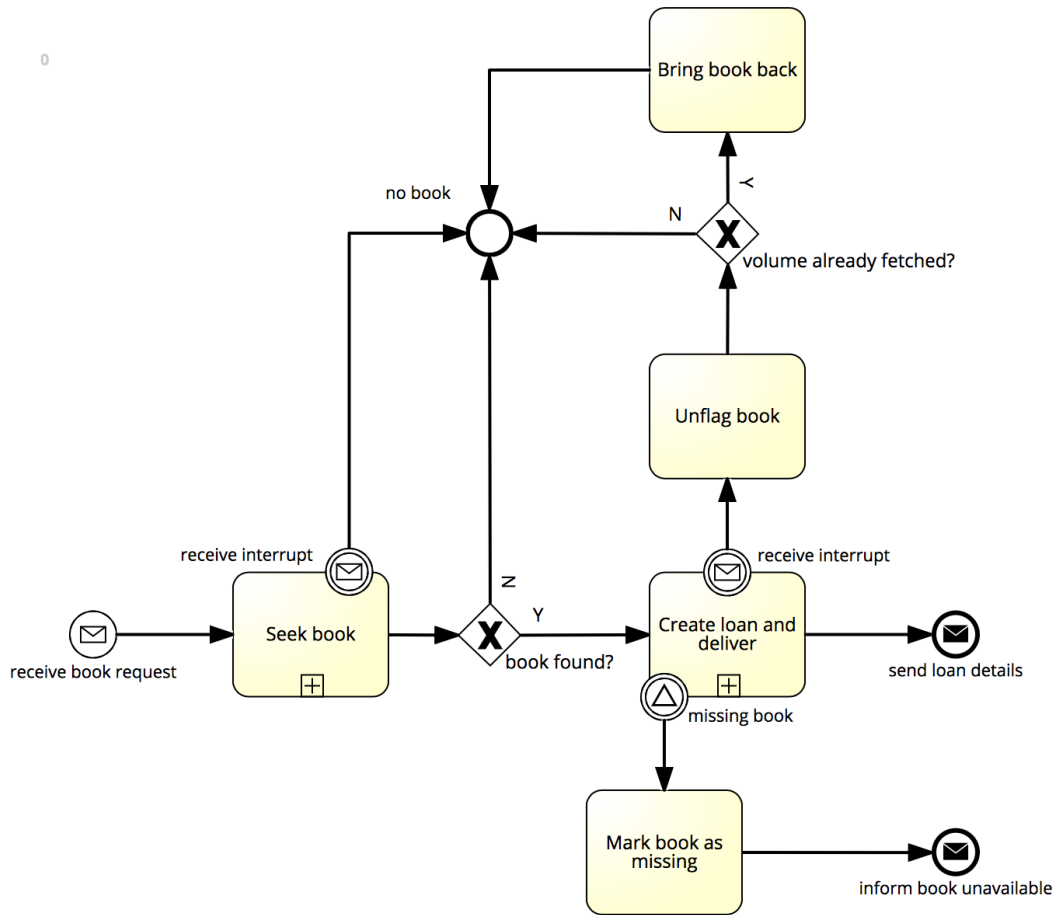 0
Bring book back
no book
Y
N
volume already fetched?
Unflag book
receive interrupt
receive interrupt
N
Y
Seek book
Create loan and
deliver
book found?
receive book request
send loan details
missing book
Mark book as
missing
inform book unavailable